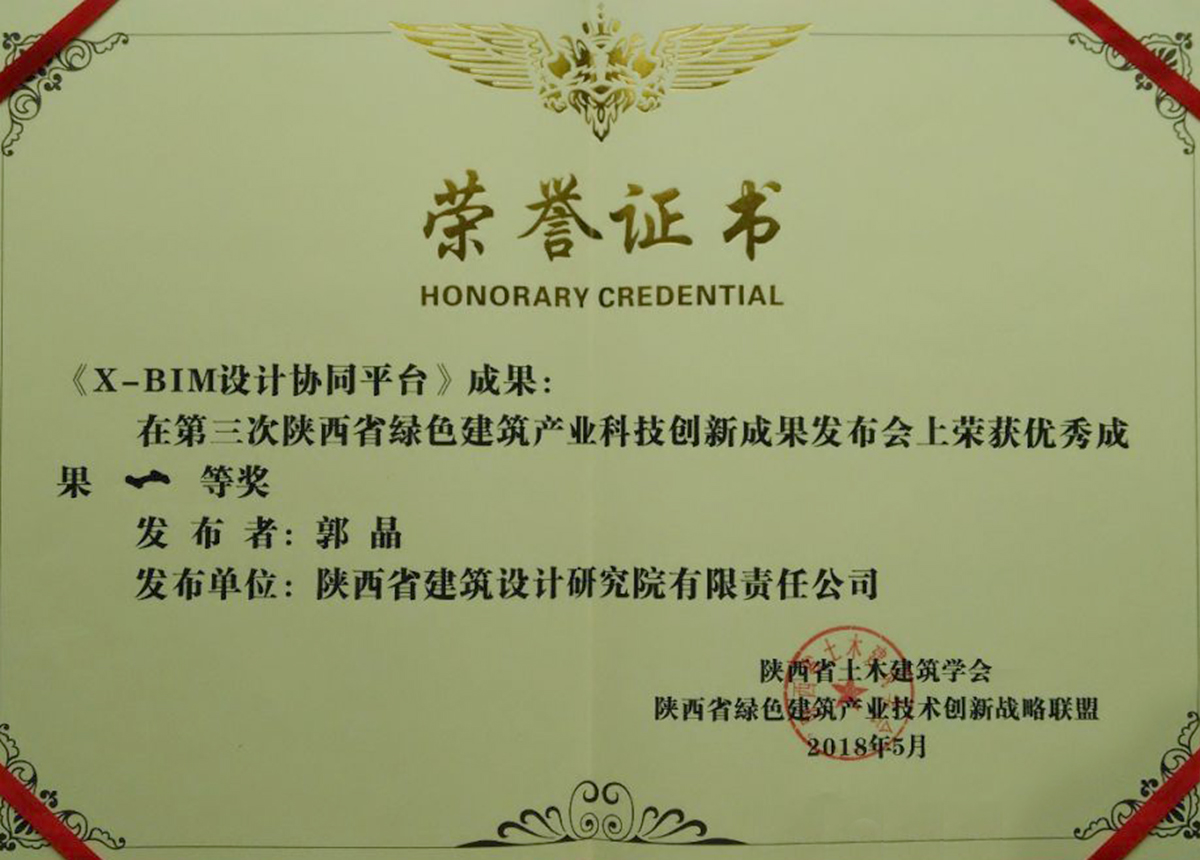 荣誉证书
HONORARY CREDENTIAL
《X-BIM设计协同平台》成果：
在第三次陕西省绿色建筑产业科技创新成果发布会上荣获优秀成
果 一 等奖
发 布 者：郭 晶
发布单位：陕西省建筑设计研究院有限责任公司
陕西省土木建筑学会
陕西省绿色建筑产业技术创新战略联盟
2018年5月